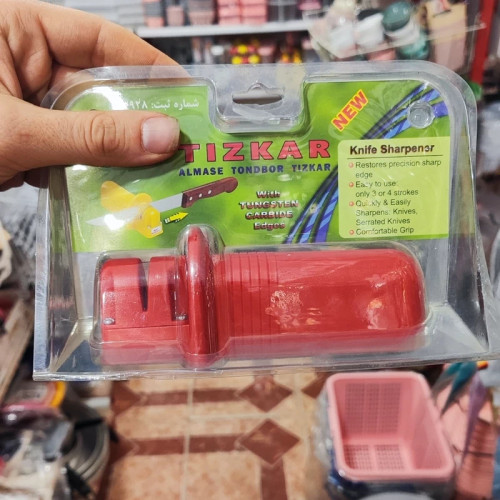 شماره ثبت: ۹۲۸
NEW
TIZKAR
ALMASE TONDBOR TIZKAR
With
TUNGSTEN
CARBIDE
Edges
Knife Sharpener
Restores precision sharp
edge
Easy to use
only 3 or 4 strokes
Quickly & Easily
Sharpens. Knives,
Serrated Knives
Comfortable Grip